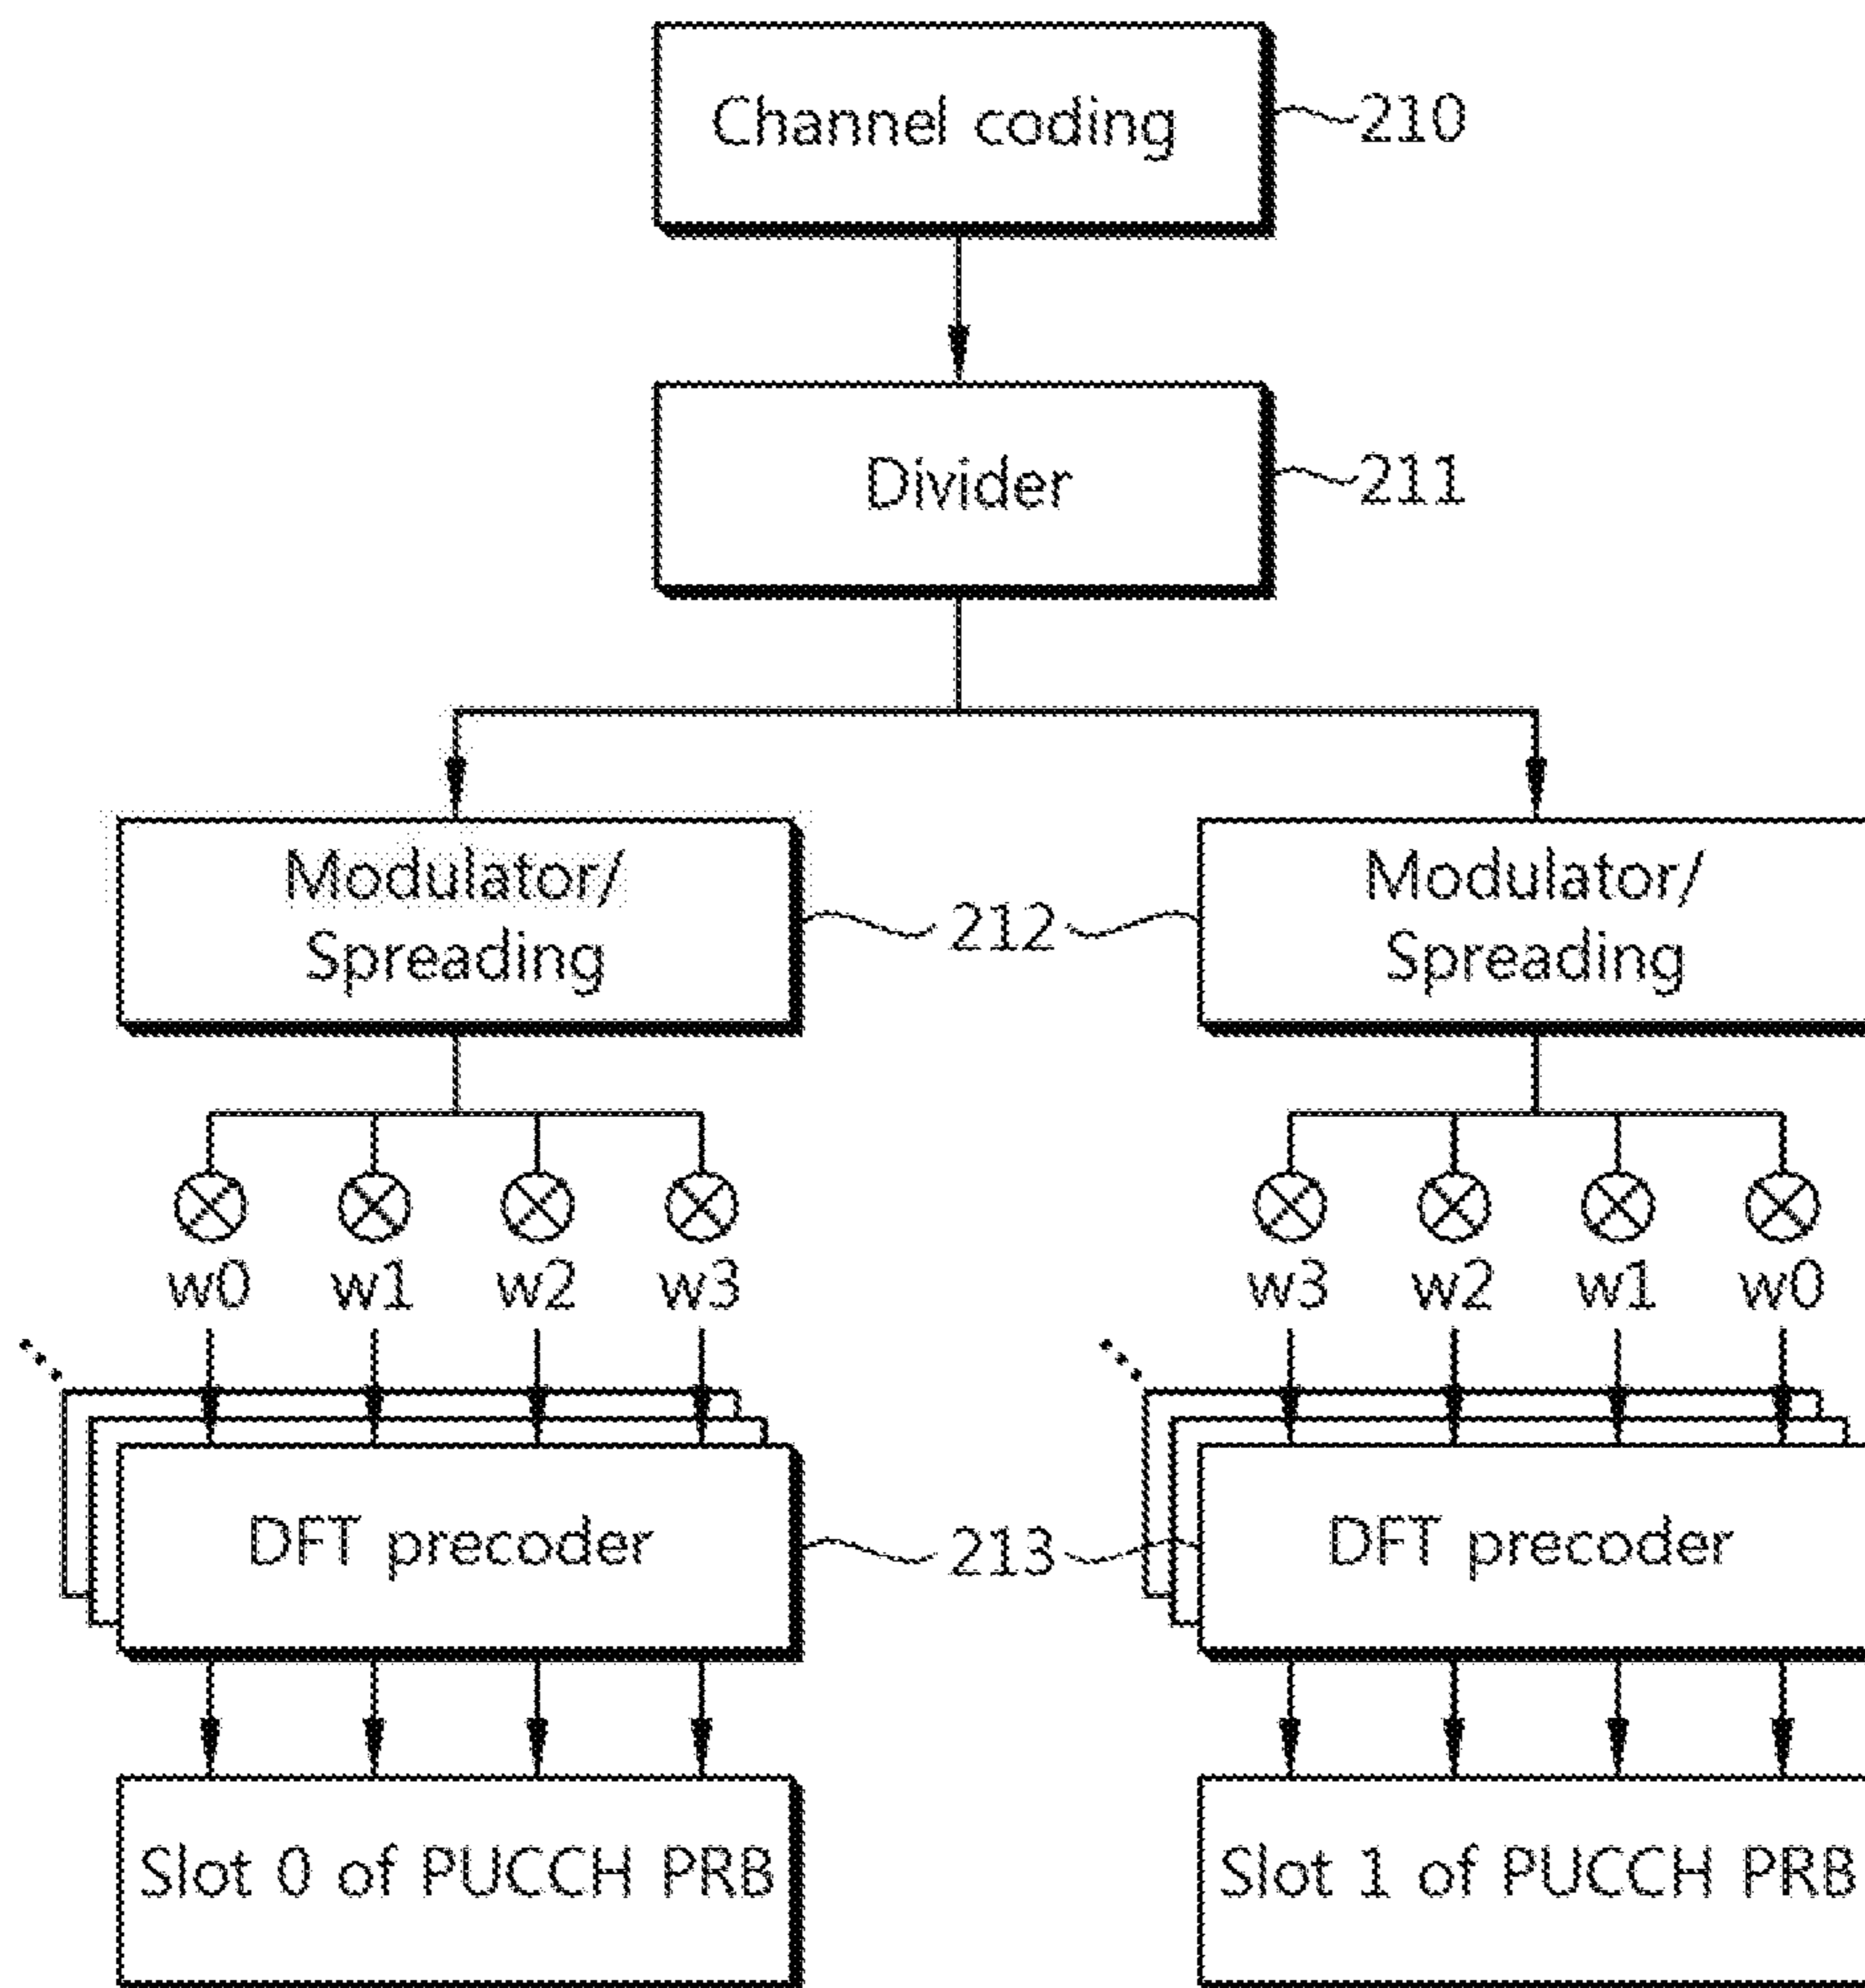 Channel coding
210
Divider
211
Modulator/
Spreading
212
Modulator/
Spreading
w0 w1 w2 w3
w3 w2 w1 w0
DFT precoder
213
DFT precoder
Slot 0 of PUCCH PRB
Slot 1 of PUCCH PRB